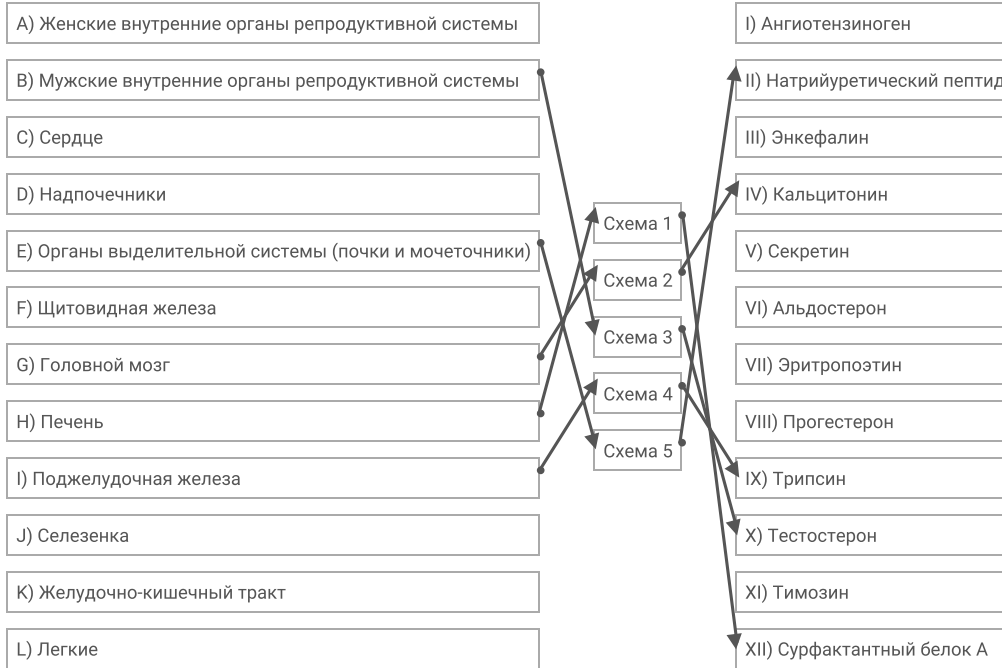 A) Женские внутренние органы репродуктивной системы
B) Мужские внутренние органы репродуктивной системы
C) Сердце
D) Надпочечники
E) Органы выделительной системы (почки и мочеточники)
F) Щитовидная железа
G) Головной мозг
H) Печень
I) Поджелудочная железа
J) Селезенка
K) Желудочно-кишечный тракт
L) Легкие
Схема 1
Схема 2
Схема 3
Схема 4
Схема 5
I) Ангиотензиноген
II) Натрийуретический пептид
III) Энкефалин
IV) Кальцитонин
V) Секретин
VI) Альдостерон
VII) Эритропоэтин
VIII) Прогестерон
IX) Трипсин
X) Тестостерон
XI) Тимозин
XII) Сурфактантный белок А